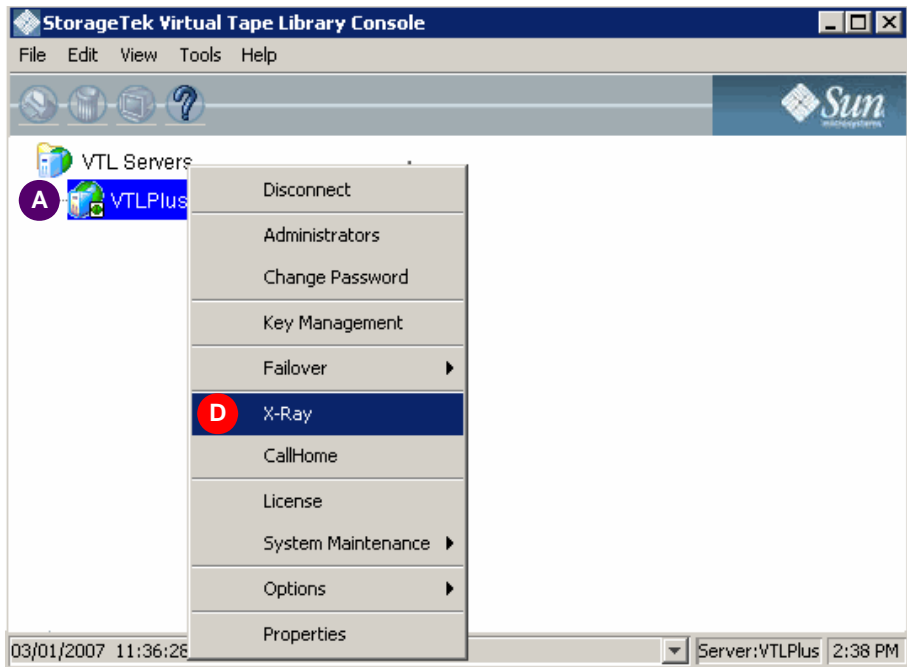 StorageTek Virtual Tape Library Console
File Edit View Tools Help
Sun
microsystems
VTL Servers
A VTLPlus
Disconnect
Administrators
Change Password
Key Management
Failover
D X-Ray
CallHome
License
System Maintenance
Options
Properties
03/01/2007 11:36:28 Server:VTLPlus 2:38 PM